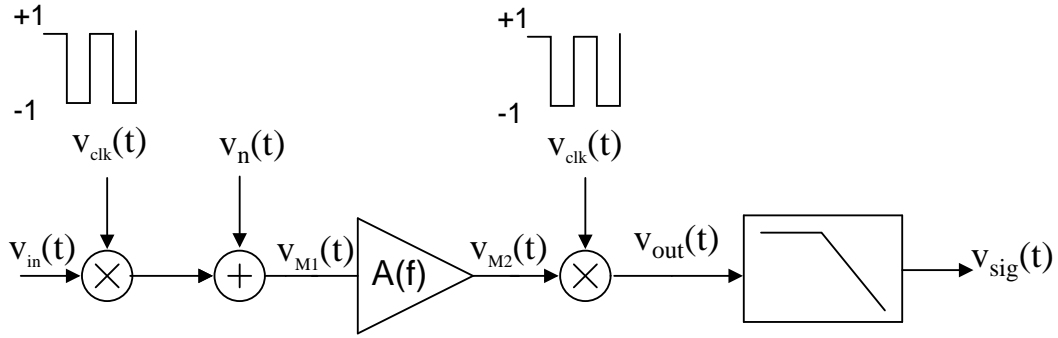 +1
-1
v_clk(t)
v_n(t)
+1
-1
v_clk(t)
v_in(t)
v_M1(t)
A(f)
v_M2(t)
v_out(t)
v_sig(t)